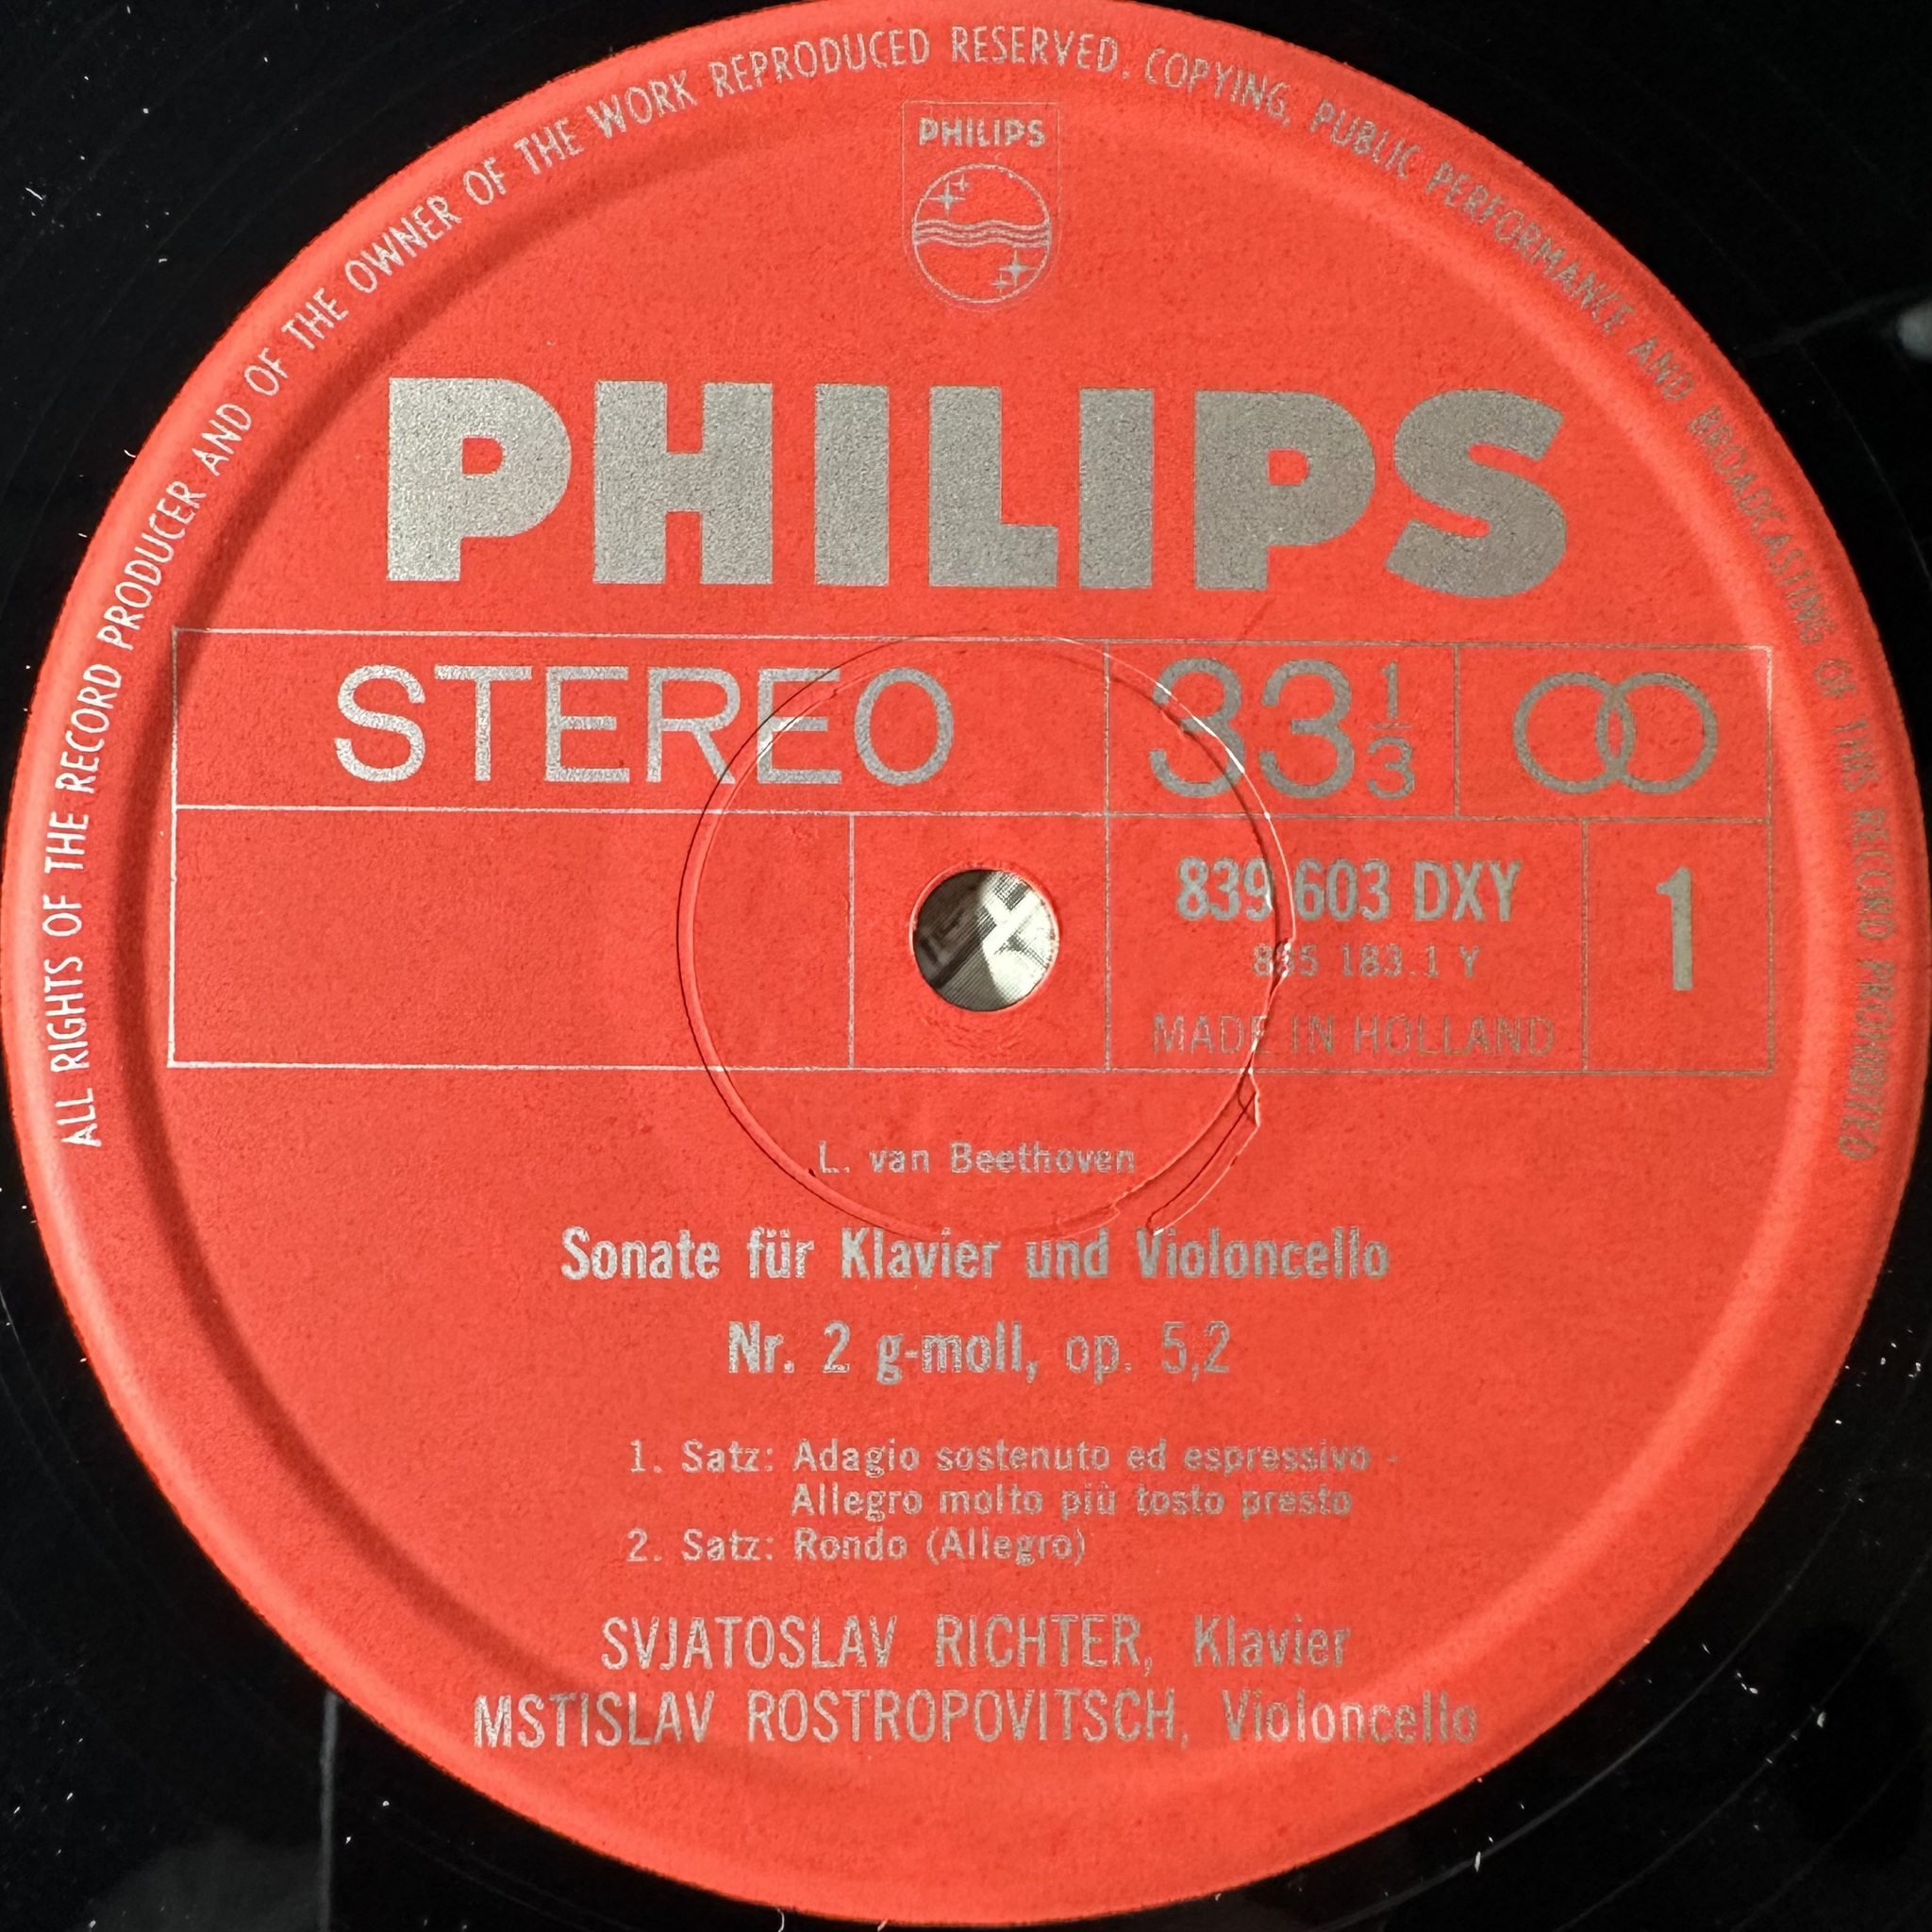 ALL RIGHTS OF THE RECORD PRODUCER AND OF THE OWNER OF THE WORK REPRODUCED RESERVED. COPYING, PUBLIC PERFORMANCE AND BROADCASTING OF THIS RECORD PROHIBITED
PHILIPS
PHILIPS
STEREO 33 1/3
839 603 DXY 1
835 183.1 Y
MADE IN HOLLAND
L. van Beethoven
Sonate für Klavier und Violoncello
Nr. 2 g-moll, op. 5,2
1. Satz: Adagio sostenuto ed espressivo -
Allegro molto più tosto presto
2. Satz: Rondo (Allegro)
SVJATOSLAV RICHTER, Klavier
MSTISLAV ROSTROPOVITSCH, Violoncello